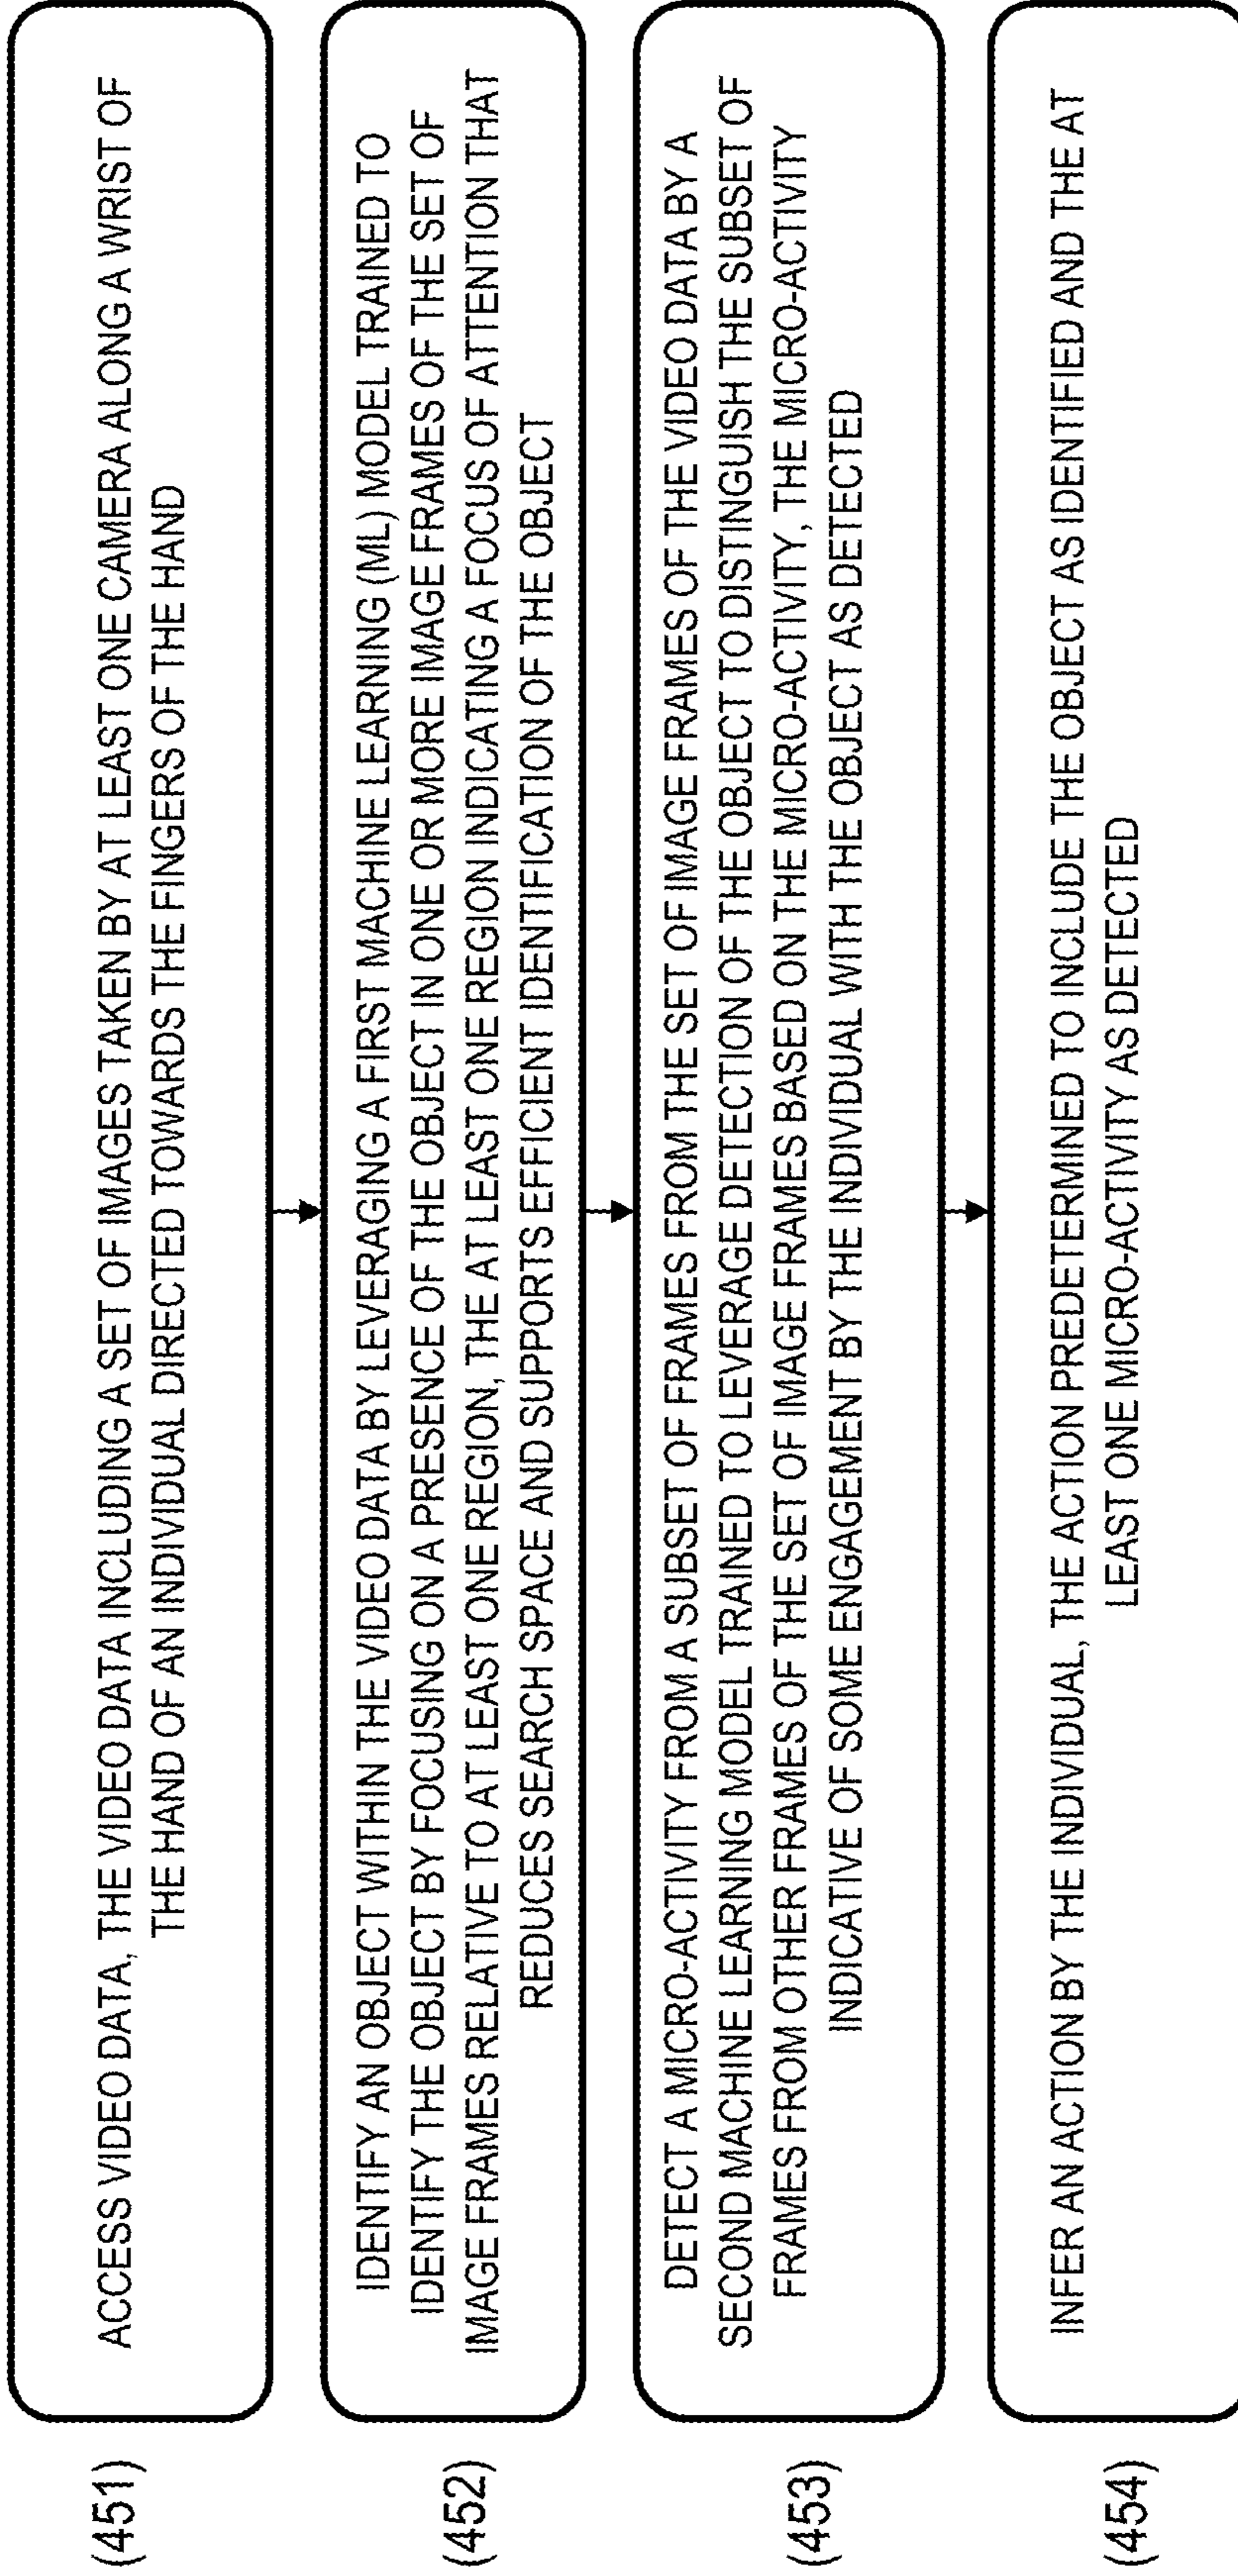 (451)
ACCESS VIDEO DATA, THE VIDEO DATA INCLUDING A SET OF IMAGES TAKEN BY AT LEAST ONE CAMERA ALONG A WRIST OF
THE HAND OF AN INDIVIDUAL DIRECTED TOWARDS THE FINGERS OF THE HAND
(452)
IDENTIFY AN OBJECT WITHIN THE VIDEO DATA BY LEVERAGING A FIRST MACHINE LEARNING (ML) MODEL TRAINED TO
IDENTIFY THE OBJECT BY FOCUSING ON A PRESENCE OF THE OBJECT IN ONE OR MORE IMAGE FRAMES OF THE SET OF
IMAGE FRAMES RELATIVE TO AT LEAST ONE REGION, THE AT LEAST ONE REGION INDICATING A FOCUS OF ATTENTION THAT
REDUCES SEARCH SPACE AND SUPPORTS EFFICIENT IDENTIFICATION OF THE OBJECT
(453)
DETECT A MICRO-ACTIVITY FROM A SUBSET OF FRAMES FROM THE SET OF IMAGE FRAMES OF THE VIDEO DATA BY A
SECOND MACHINE LEARNING MODEL TRAINED TO LEVERAGE DETECTION OF THE OBJECT TO DISTINGUISH THE SUBSET OF
FRAMES FROM OTHER FRAMES OF THE SET OF IMAGE FRAMES BASED ON THE MICRO-ACTIVITY, THE MICRO-ACTIVITY
INDICATIVE OF SOME ENGAGEMENT BY THE INDIVIDUAL WITH THE OBJECT AS DETECTED
(454)
INFER AN ACTION BY THE INDIVIDUAL, THE ACTION PREDETERMINED TO INCLUDE THE OBJECT AS IDENTIFIED AND THE AT
LEAST ONE MICRO-ACTIVITY AS DETECTED